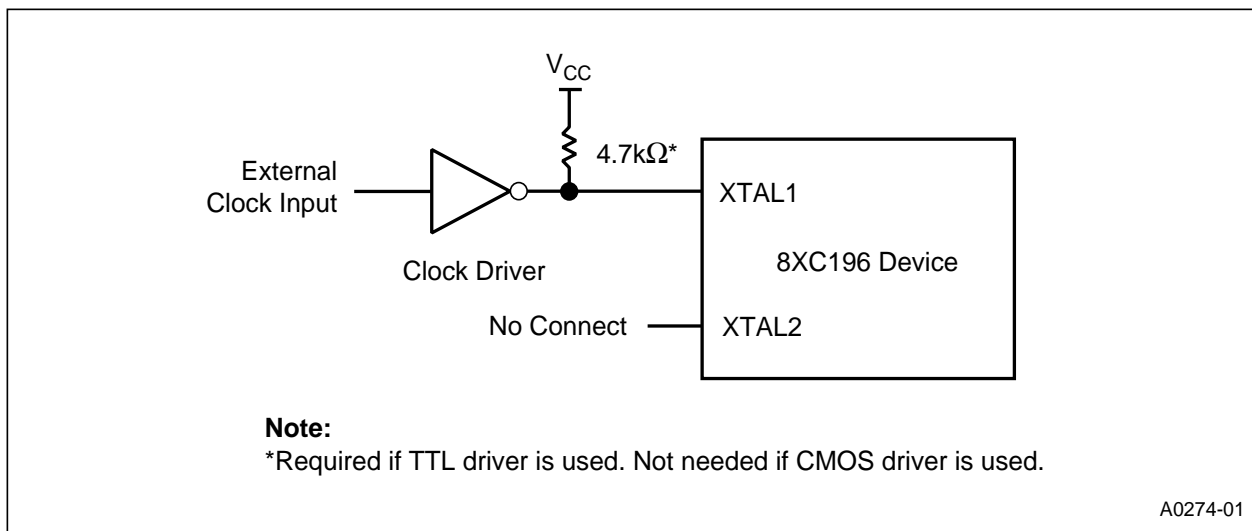 V_CC
4.7kΩ*
External
Clock Input
XTAL1
8XC196 Device
Clock Driver
No Connect
XTAL2
Note:
*Required if TTL driver is used. Not needed if CMOS driver is used.
A0274-01